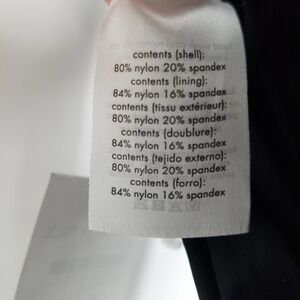 contents (shell):
80% nylon 20% spandex
contents (lining):
84% nylon 16% spandex
contents (tissu extérieur):
80% nylon 20% spandex
contents (doublure):
84% nylon 16% spandex
contents (tejido externo):
80% nylon 20% spandex
contents (forro):
84% nylon 16% spandex